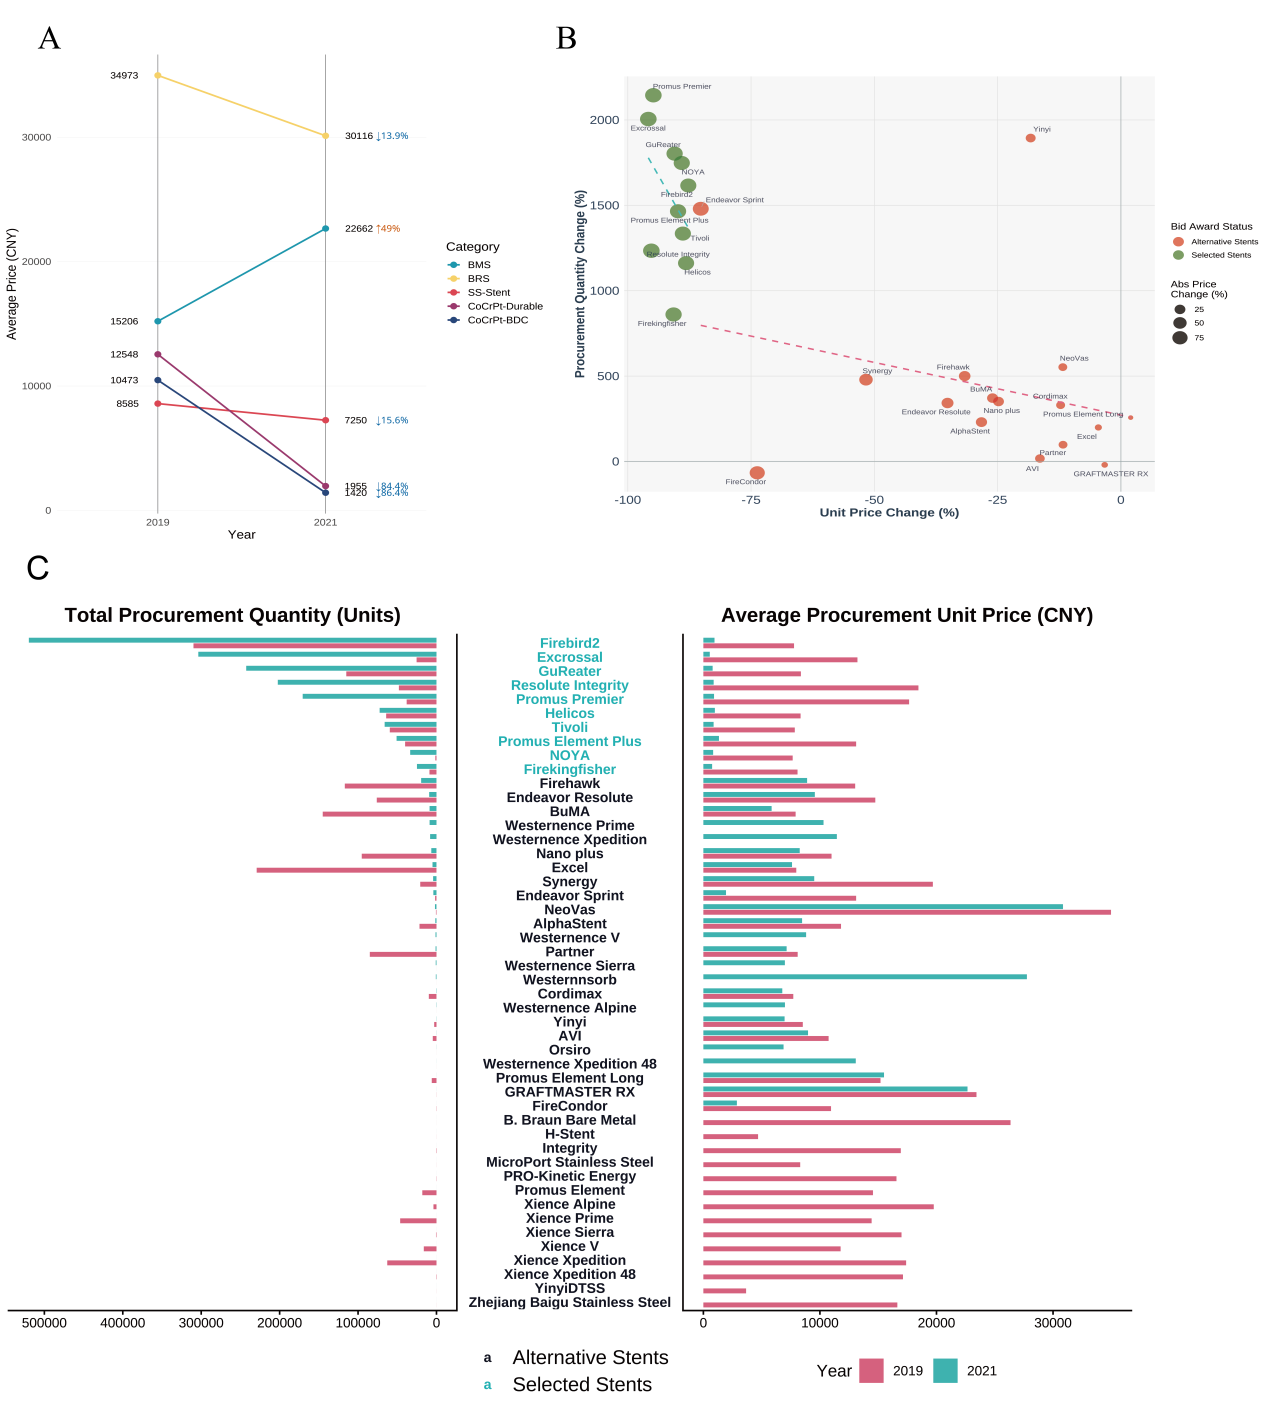 A
34973
30000
30116 ↓13.9%
22662 ↑49%
20000
15206
12548
10473
10000
8585
7250 ↓15.6%
1955 ↓84.4%
1420 ↓86.4%
0
2019
2021
Year
Average Price (CNY)
Category
BMS
BRS
SS-Stent
CoCrPt-Durable
CoCrPt-BDC
B
Procurement Quantity Change (%)
2000
1500
1000
500
0
Promus Premier
Excrossal
Yinyi
GuReater
NOYA
Firebird2
Endeavor Sprint
Promus Element Plus
Tivoli
Resolute Integrity
Helicos
Firekingfisher
NeoVas
Synergy
Firehawk
BuMA
Cordimax
Endeavor Resolute
Nano plus
Promus Element Long
AlphaStent
Excel
Partner
AVI
GRAFTMASTER RX
FireCondor
-100
-75
-50
-25
0
Unit Price Change (%)
Bid Award Status
Alternative Stents
Selected Stents
Abs Price
Change (%)
25
50
75
C
Total Procurement Quantity (Units)
Average Procurement Unit Price (CNY)
Firebird2
Excrossal
GuReater
Resolute Integrity
Promus Premier
Helicos
Tivoli
Promus Element Plus
NOYA
Firekingfisher
Firehawk
Endeavor Resolute
BuMA
Westernence Prime
Westernence Xpedition
Nano plus
Excel
Synergy
Endeavor Sprint
NeoVas
AlphaStent
Westernence V
Partner
Westernence Sierra
Westernnsorb
Cordimax
Westernence Alpine
Yinyi
AVI
Orsiro
Westernence Xpedition 48
Promus Element Long
GRAFTMASTER RX
FireCondor
B. Braun Bare Metal
H-Stent
Integrity
MicroPort Stainless Steel
PRO-Kinetic Energy
Promus Element
Xience Alpine
Xience Prime
Xience Sierra
Xience V
Xience Xpedition
Xience Xpedition 48
YinyiDTSS
Zhejiang Baigu Stainless Steel
500000
400000
300000
200000
100000
0
0
10000
20000
30000
a Alternative Stents
a Selected Stents
Year 2019 2021